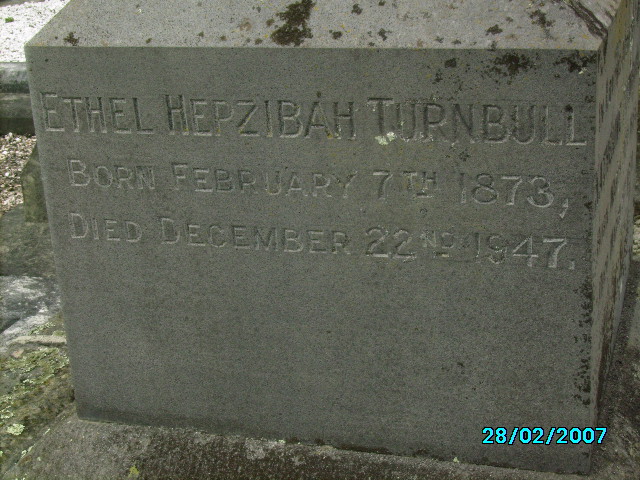 ETHEL HEPZIBAH TURNBULL
BORN FEBRUARY 7TH 1873,
DIED DECEMBER 22ND 1947.
28/02/2007